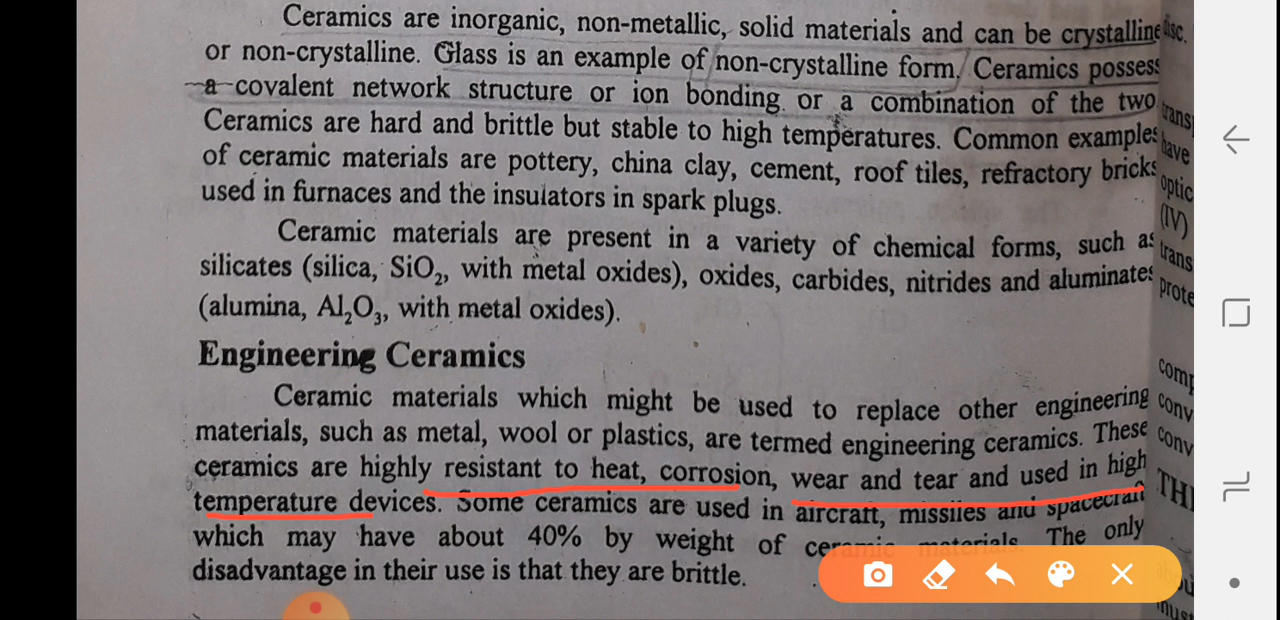 Ceramics are inorganic, non-metallic, solid materials and can be crystalline
or non-crystalline. Glass is an example of non-crystalline form. Ceramics possess
a covalent network structure or ion bonding or a combination of the two
Ceramics are hard and brittle but stable to high temperatures. Common examples
of ceramic materials are pottery, china clay, cement, roof tiles, refractory bricks
used in furnaces and the insulators in spark plugs.
Ceramic materials are present in a variety of chemical forms, such as
silicates (silica, SiO₂, with metal oxides), oxides, carbides, nitrides and aluminates
(alumina, Al₂O₃, with metal oxides).
Engineering Ceramics
Ceramic materials which might be used to replace other engineering
materials, such as metal, wool or plastics, are termed engineering ceramics. These
ceramics are highly resistant to heat, corrosion, wear and tear and used in high
temperature devices. Some ceramics are used in aircraft, missiles and spacecraft
which may have about 40% by weight of ceramic materials. The only
disadvantage in their use is that they are brittle.
(IV)